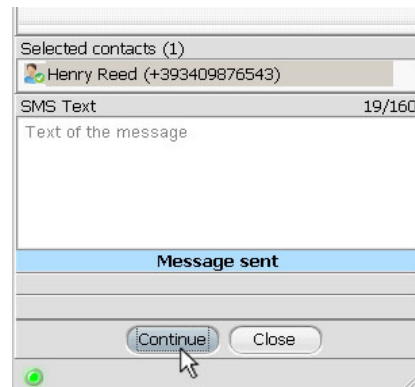 Selected contacts (1)
Henry Reed (+393409876543)
SMS Text 19/160
Text of the message
Message sent
Continue Close